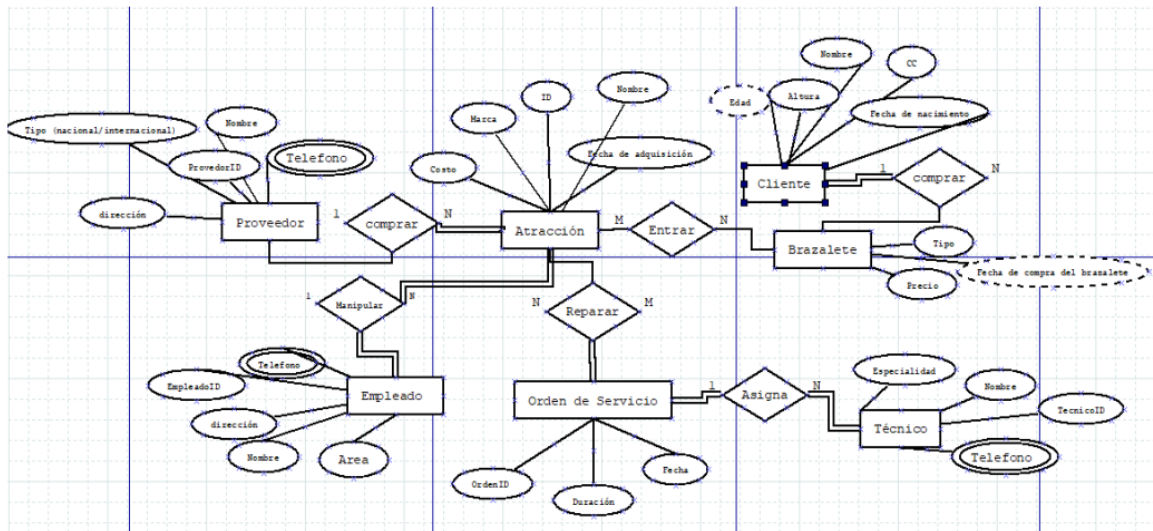 Nombre
CC
Edad
Altura
Fecha de nacimiento
ID
Nombre
Marca
Tipo (nacional/internacional)
Nombre
Telefono
ProvedorID
Costo
Fecha de adquisición
dirección
Proveedor
1
comprar
N
Atracción
M
Entrar
N
Cliente
1
comprar
N
Brazalete
Tipo
Fecha de compra del brazalete
Precio
1
Manipular
N
N
Reparar
M
Telefono
EmpleadoID
Empleado
dirección
Nombre
Area
Orden de Servicio
1
Asigna
N
Especialidad
Nombre
TecnicoID
Técnico
Telefono
OrdenID
Duración
Fecha